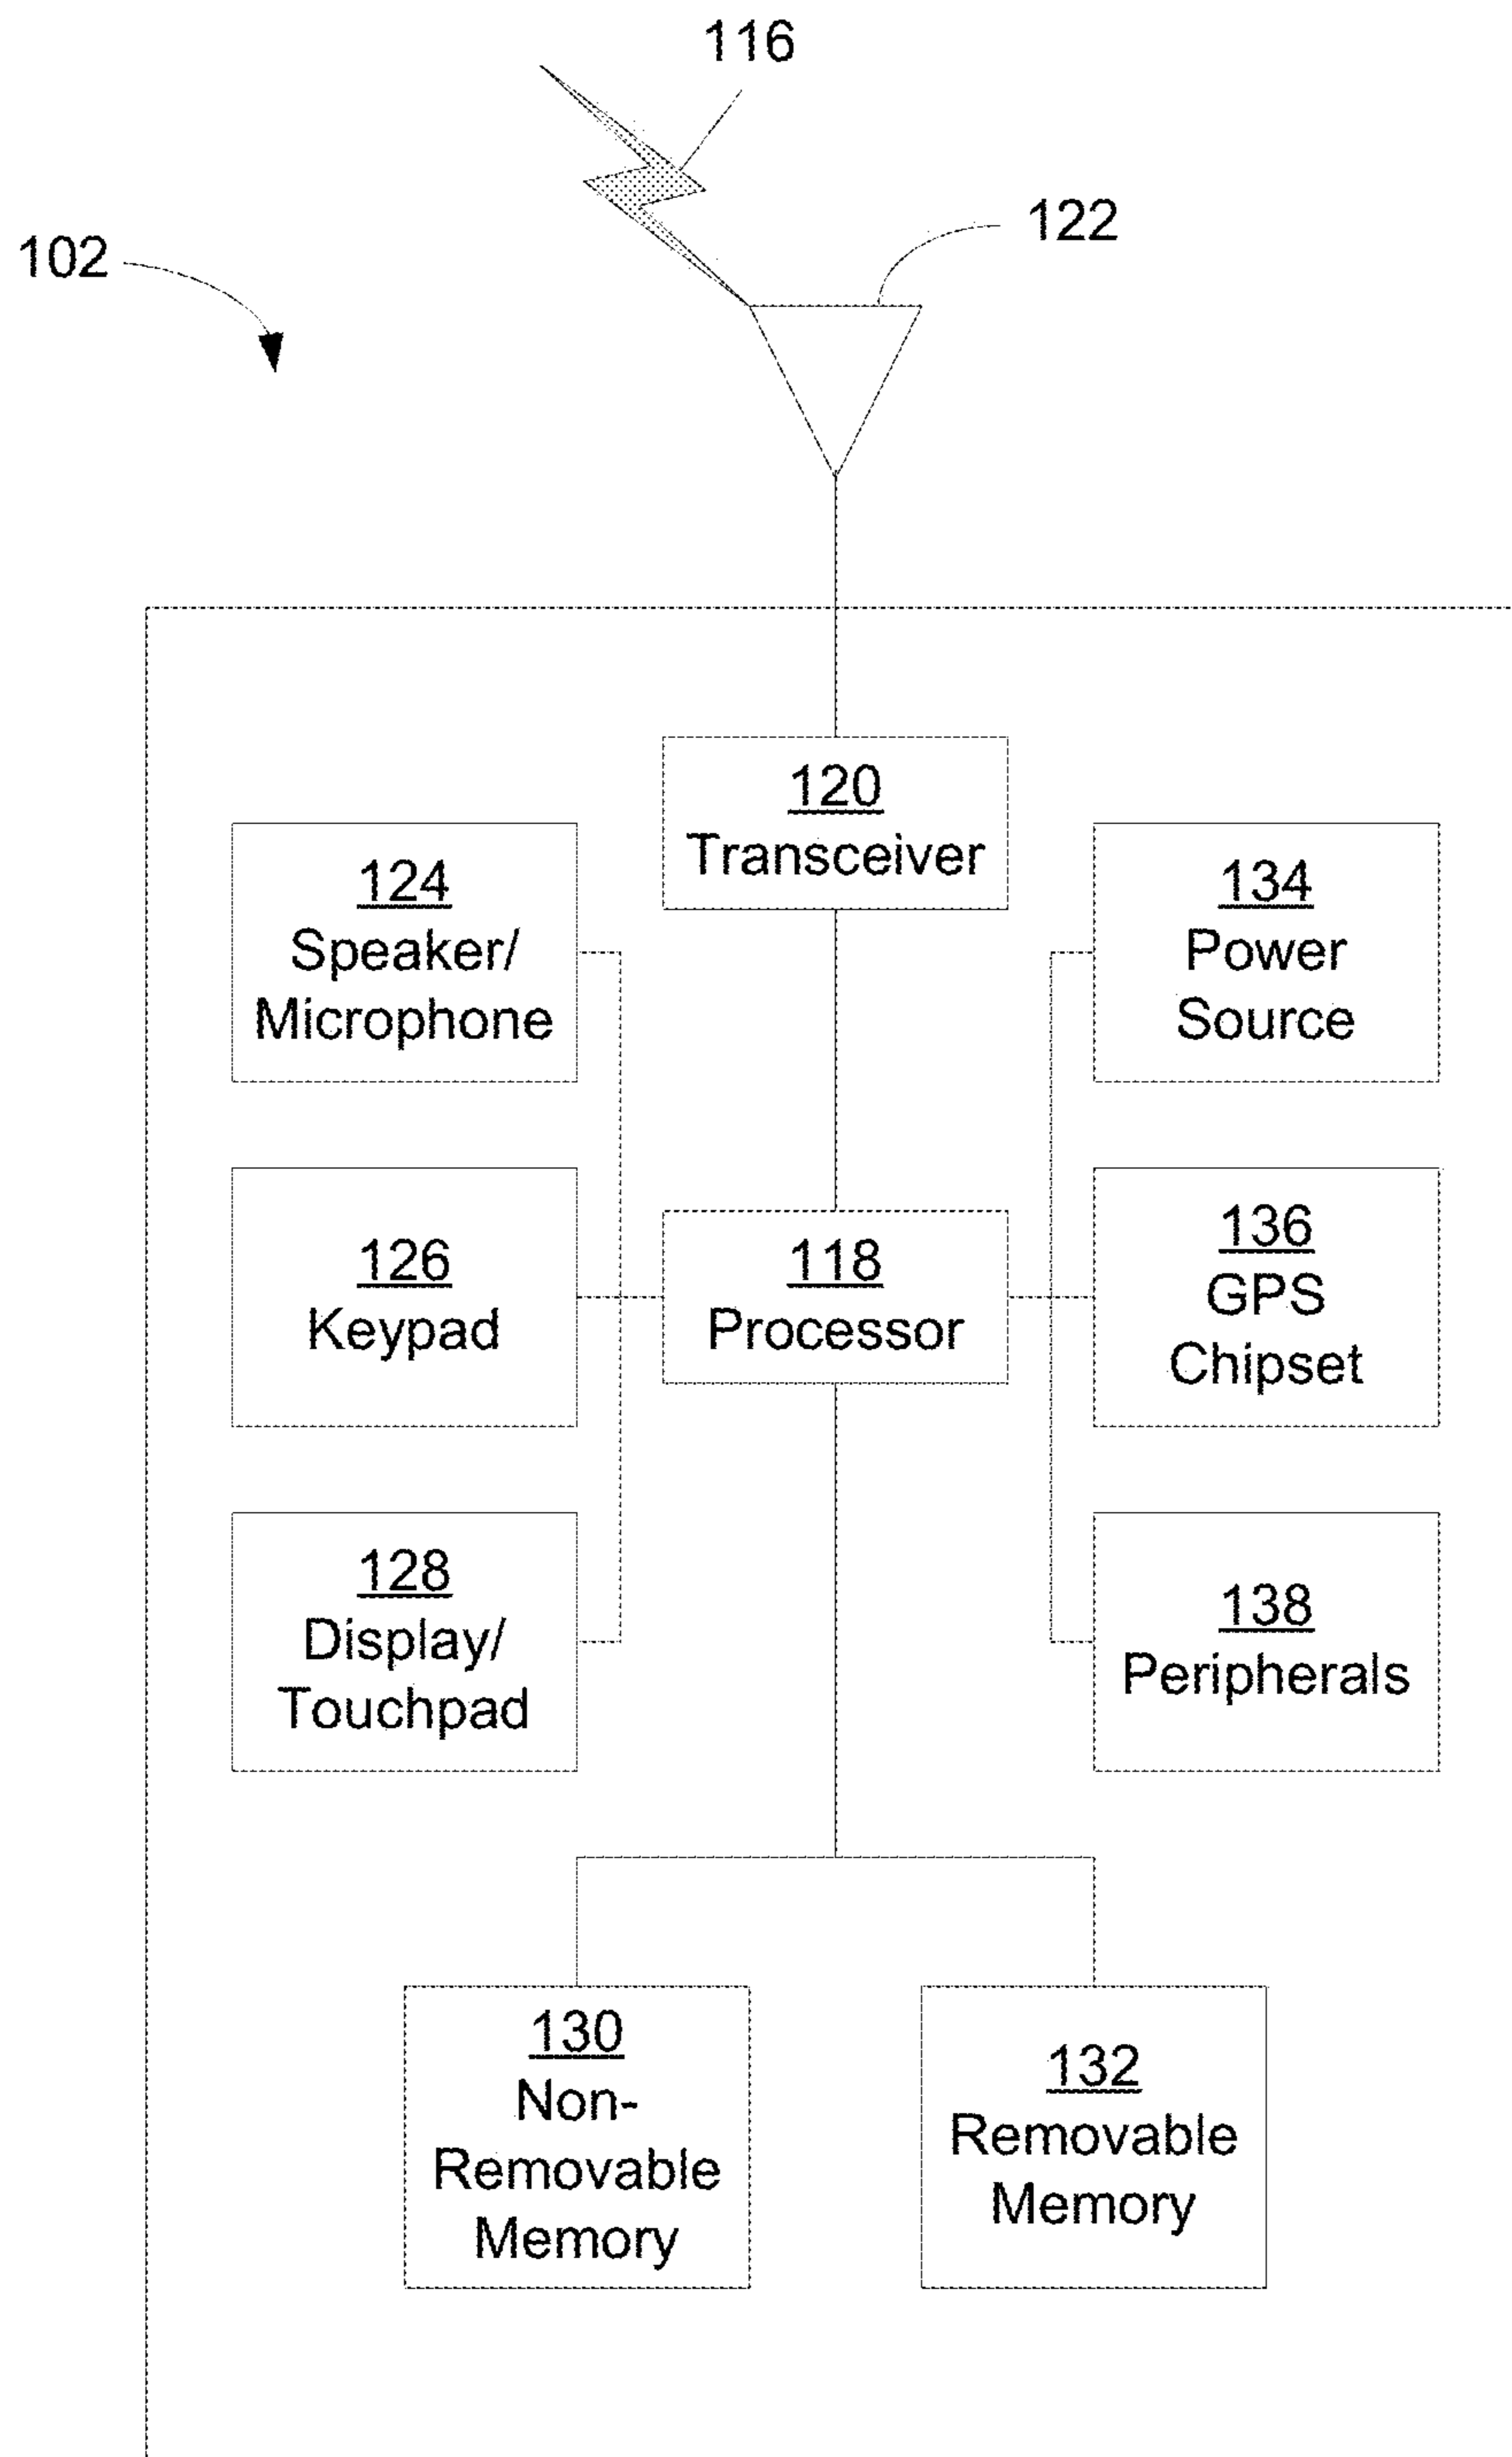 116
122
102
120
Transceiver
124
Speaker/
Microphone
134
Power
Source
126
Keypad
118
Processor
136
GPS
Chipset
128
Display/
Touchpad
138
Peripherals
130
Non-
Removable
Memory
132
Removable
Memory